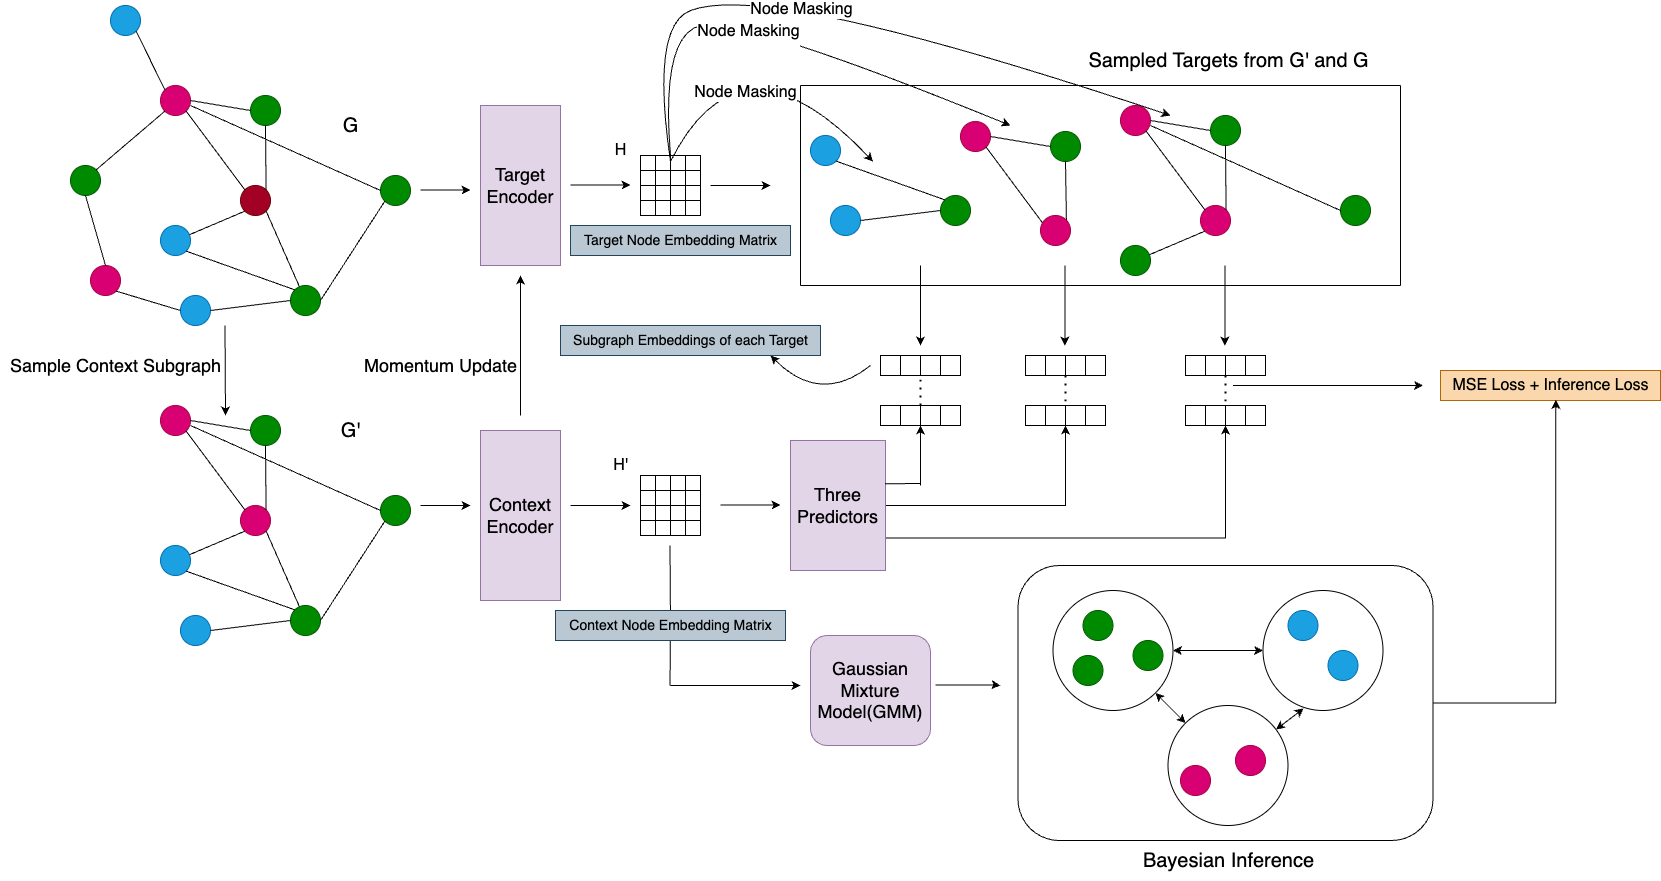 Node Masking
Node Masking
Sampled Targets from G' and G
Node Masking
G
H
Target
Encoder
Target Node Embedding Matrix
Subgraph Embeddings of each Target
Sample Context Subgraph
Momentum Update
MSE Loss + Inference Loss
G'
H'
Context
Encoder
Three
Predictors
Context Node Embedding Matrix
Gaussian
Mixture
Model(GMM)
Bayesian Inference